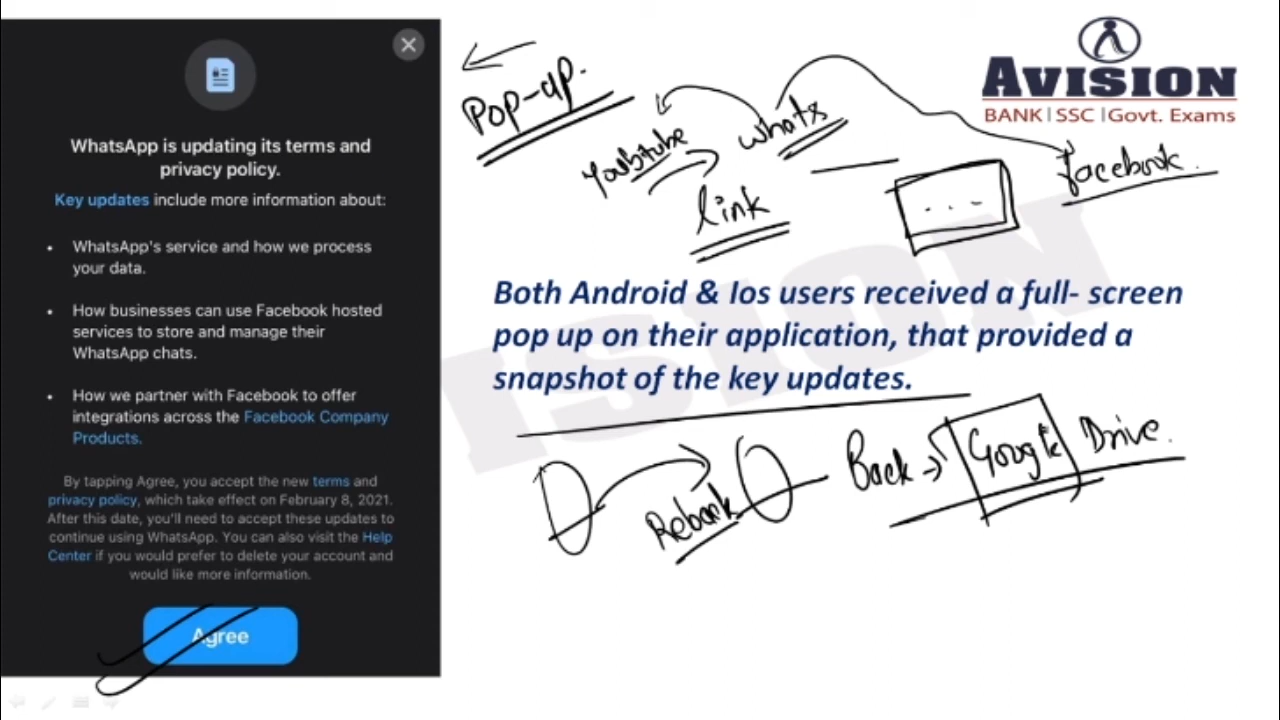 WhatsApp is updating its terms and
privacy policy.
Key updates include more information about:
• WhatsApp's service and how we process
your data.
• How businesses can use Facebook hosted
services to store and manage their
WhatsApp chats.
• How we partner with Facebook to offer
integrations across the Facebook Company
Products.
By tapping Agree, you accept the new terms and
privacy policy, which take effect on February 8, 2021.
After this date, you'll need to accept these updates to
continue using WhatsApp. You can also visit the Help
Center if you would prefer to delete your account and
would like more information.
Agree
Pop-up.
Youbtube
whats
link
facebook.
AVISION
BANK | SSC | Govt. Exams
Both Android & Ios users received a full- screen
pop up on their application, that provided a
snapshot of the key updates.
Back → Google Drive.
ISION